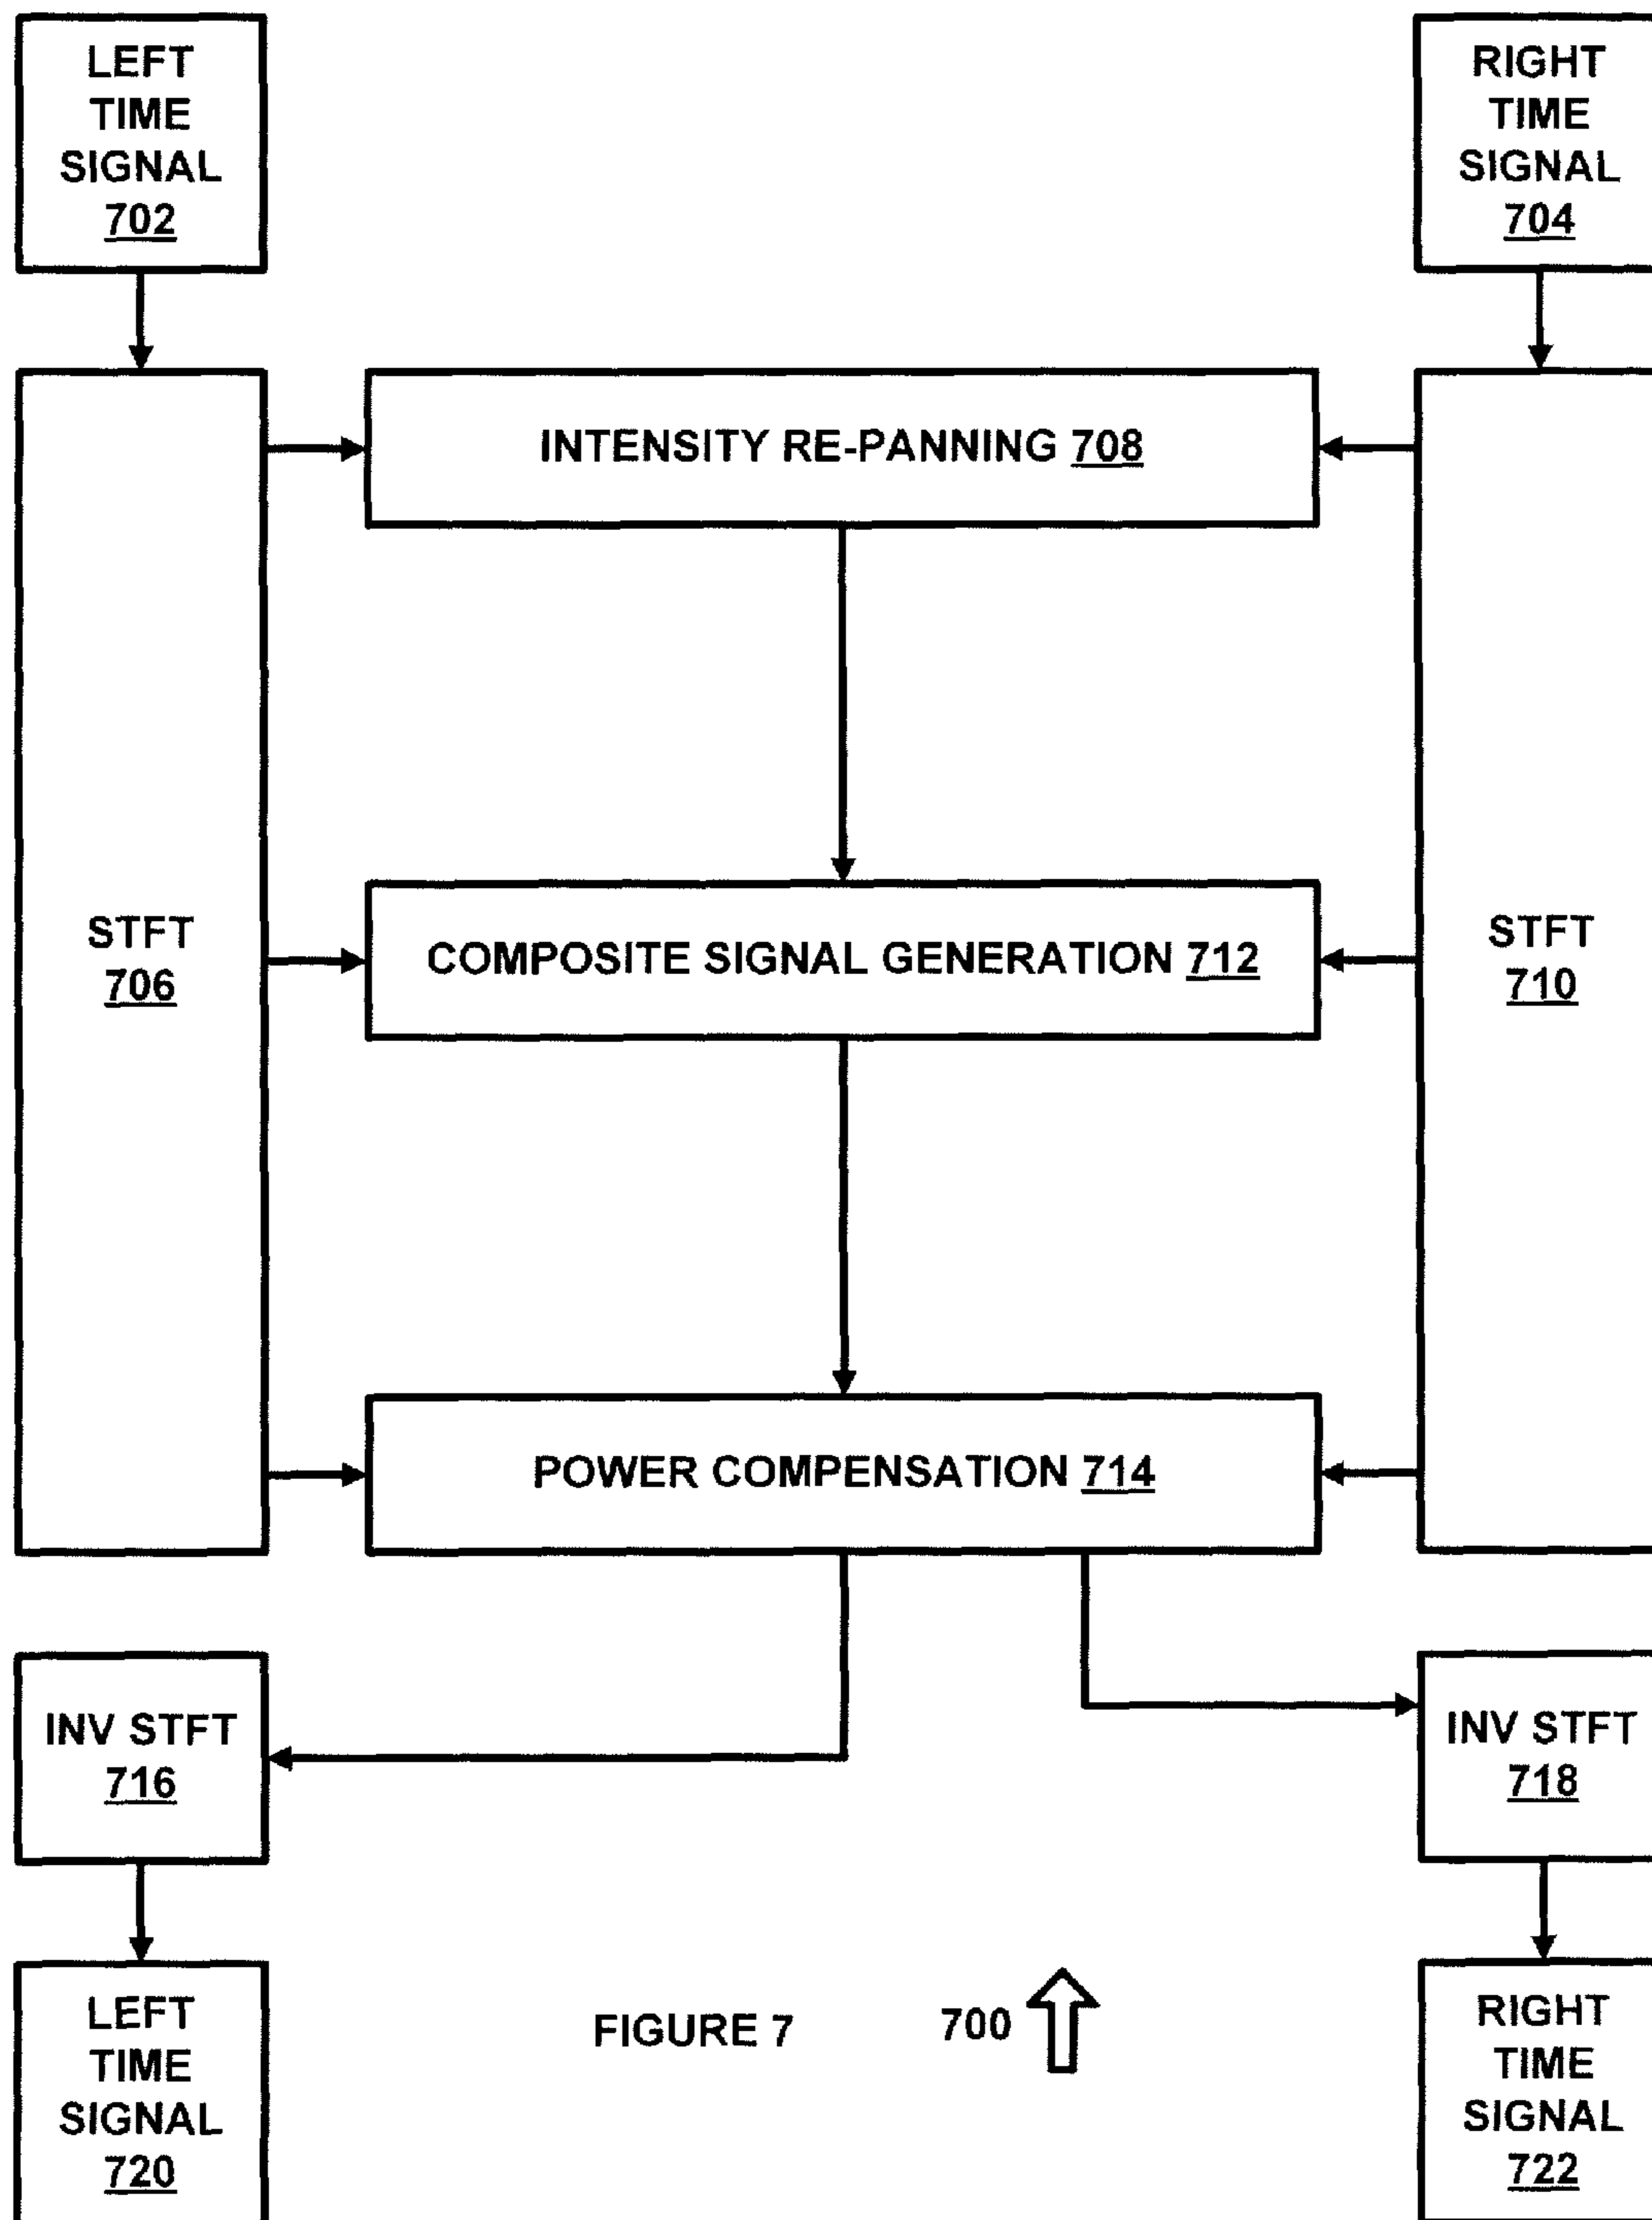 LEFT
TIME
SIGNAL
702
RIGHT
TIME
SIGNAL
704
INTENSITY RE-PANNING 708
STFT
706
COMPOSITE SIGNAL GENERATION 712
STFT
710
POWER COMPENSATION 714
INV STFT
716
INV STFT
718
LEFT
TIME
SIGNAL
720
FIGURE 7
700
RIGHT
TIME
SIGNAL
722